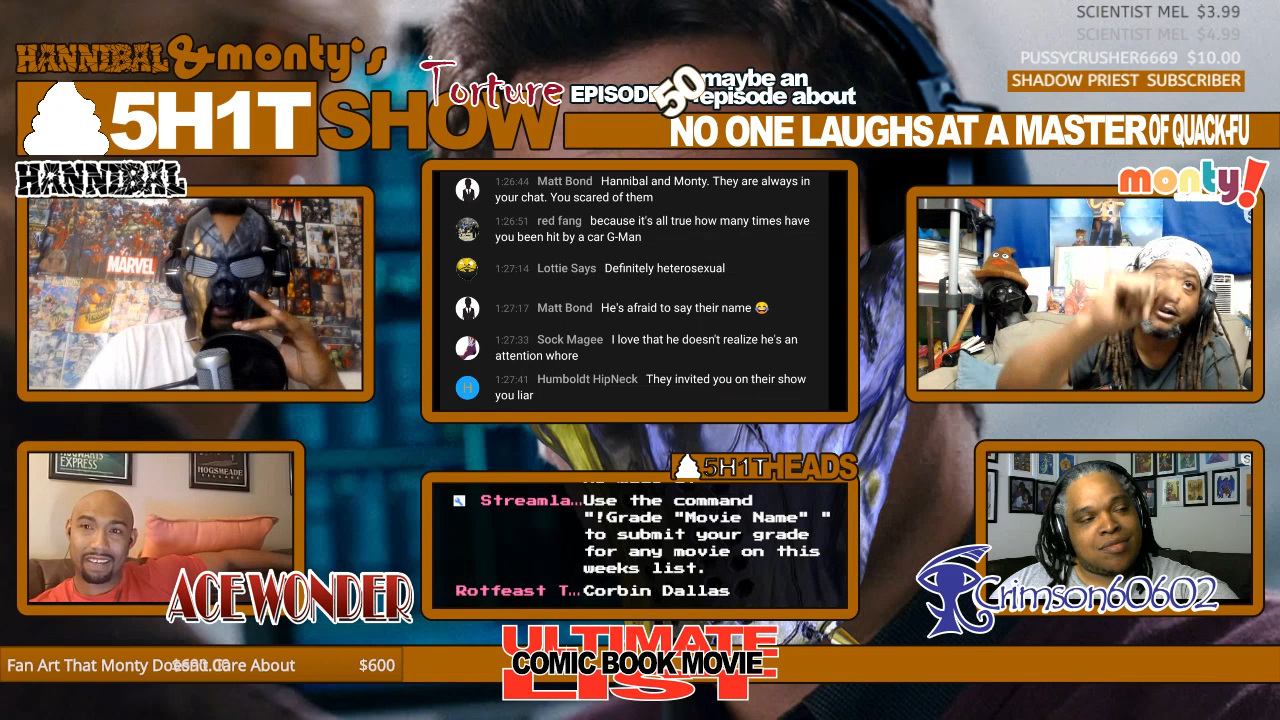 SCIENTIST MEL $3.99
SCIENTIST MEL $4.99
PUSSYCRUSHER6669 $10.00
SHADOW PRIEST SUBSCRIBER
HANNIBAL & monty's
5H1T SHOW
Torture EPISODE 50 maybe an episode about
NO ONE LAUGHS AT A MASTER OF QUACK-FU
HANNIBAL
monty!
MARVEL
1:26:44 Matt Bond Hannibal and Monty. They are always in
your chat. You scared of them
1:26:51 red fang because it's all true how many times have
you been hit by a car G-Man
1:27:14 Lottie Says Definitely heterosexual
1:27:17 Matt Bond He's afraid to say their name 😂
1:27:33 Sock Magee I love that he doesn't realize he's an
attention whore
H
1:27:41 Humboldt HipNeck They invited you on their show
you liar
5H1THEADS
HOGWARTS
EXPRESS
HOGSMEADE
ACEWONDER
Streamla… Use the command
"!Grade "Movie Name" "
to submit your grade
for any movie on this
weeks list.
Rotfeast T… Corbin Dallas
Crimson60602
Fan Art That Monty Doesn't Care About $600
ULTIMATE
COMIC BOOK MOVIE
LIST